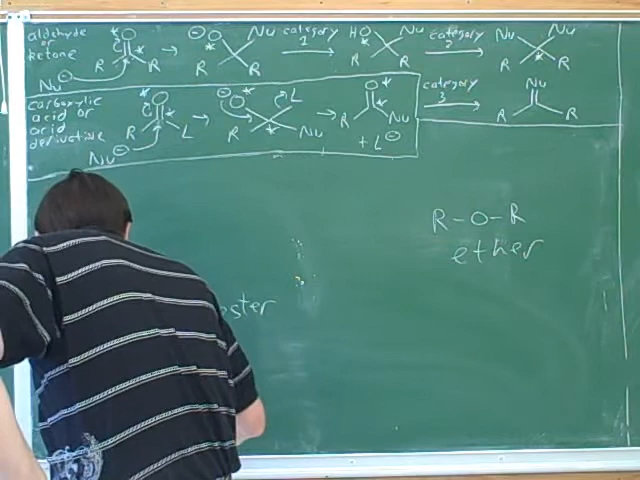 aldehyde or ketone
O
R R
Nu⊖
⊖O Nu
R R
category 1
HO Nu
R R
category 2
Nu Nu
R R
category 3
Nu
R R
carboxylic acid or acid derivative
O
R L
Nu⊖
⊖O L
R Nu
O
R Nu
+ L⊖
R-O-R
ether
ster